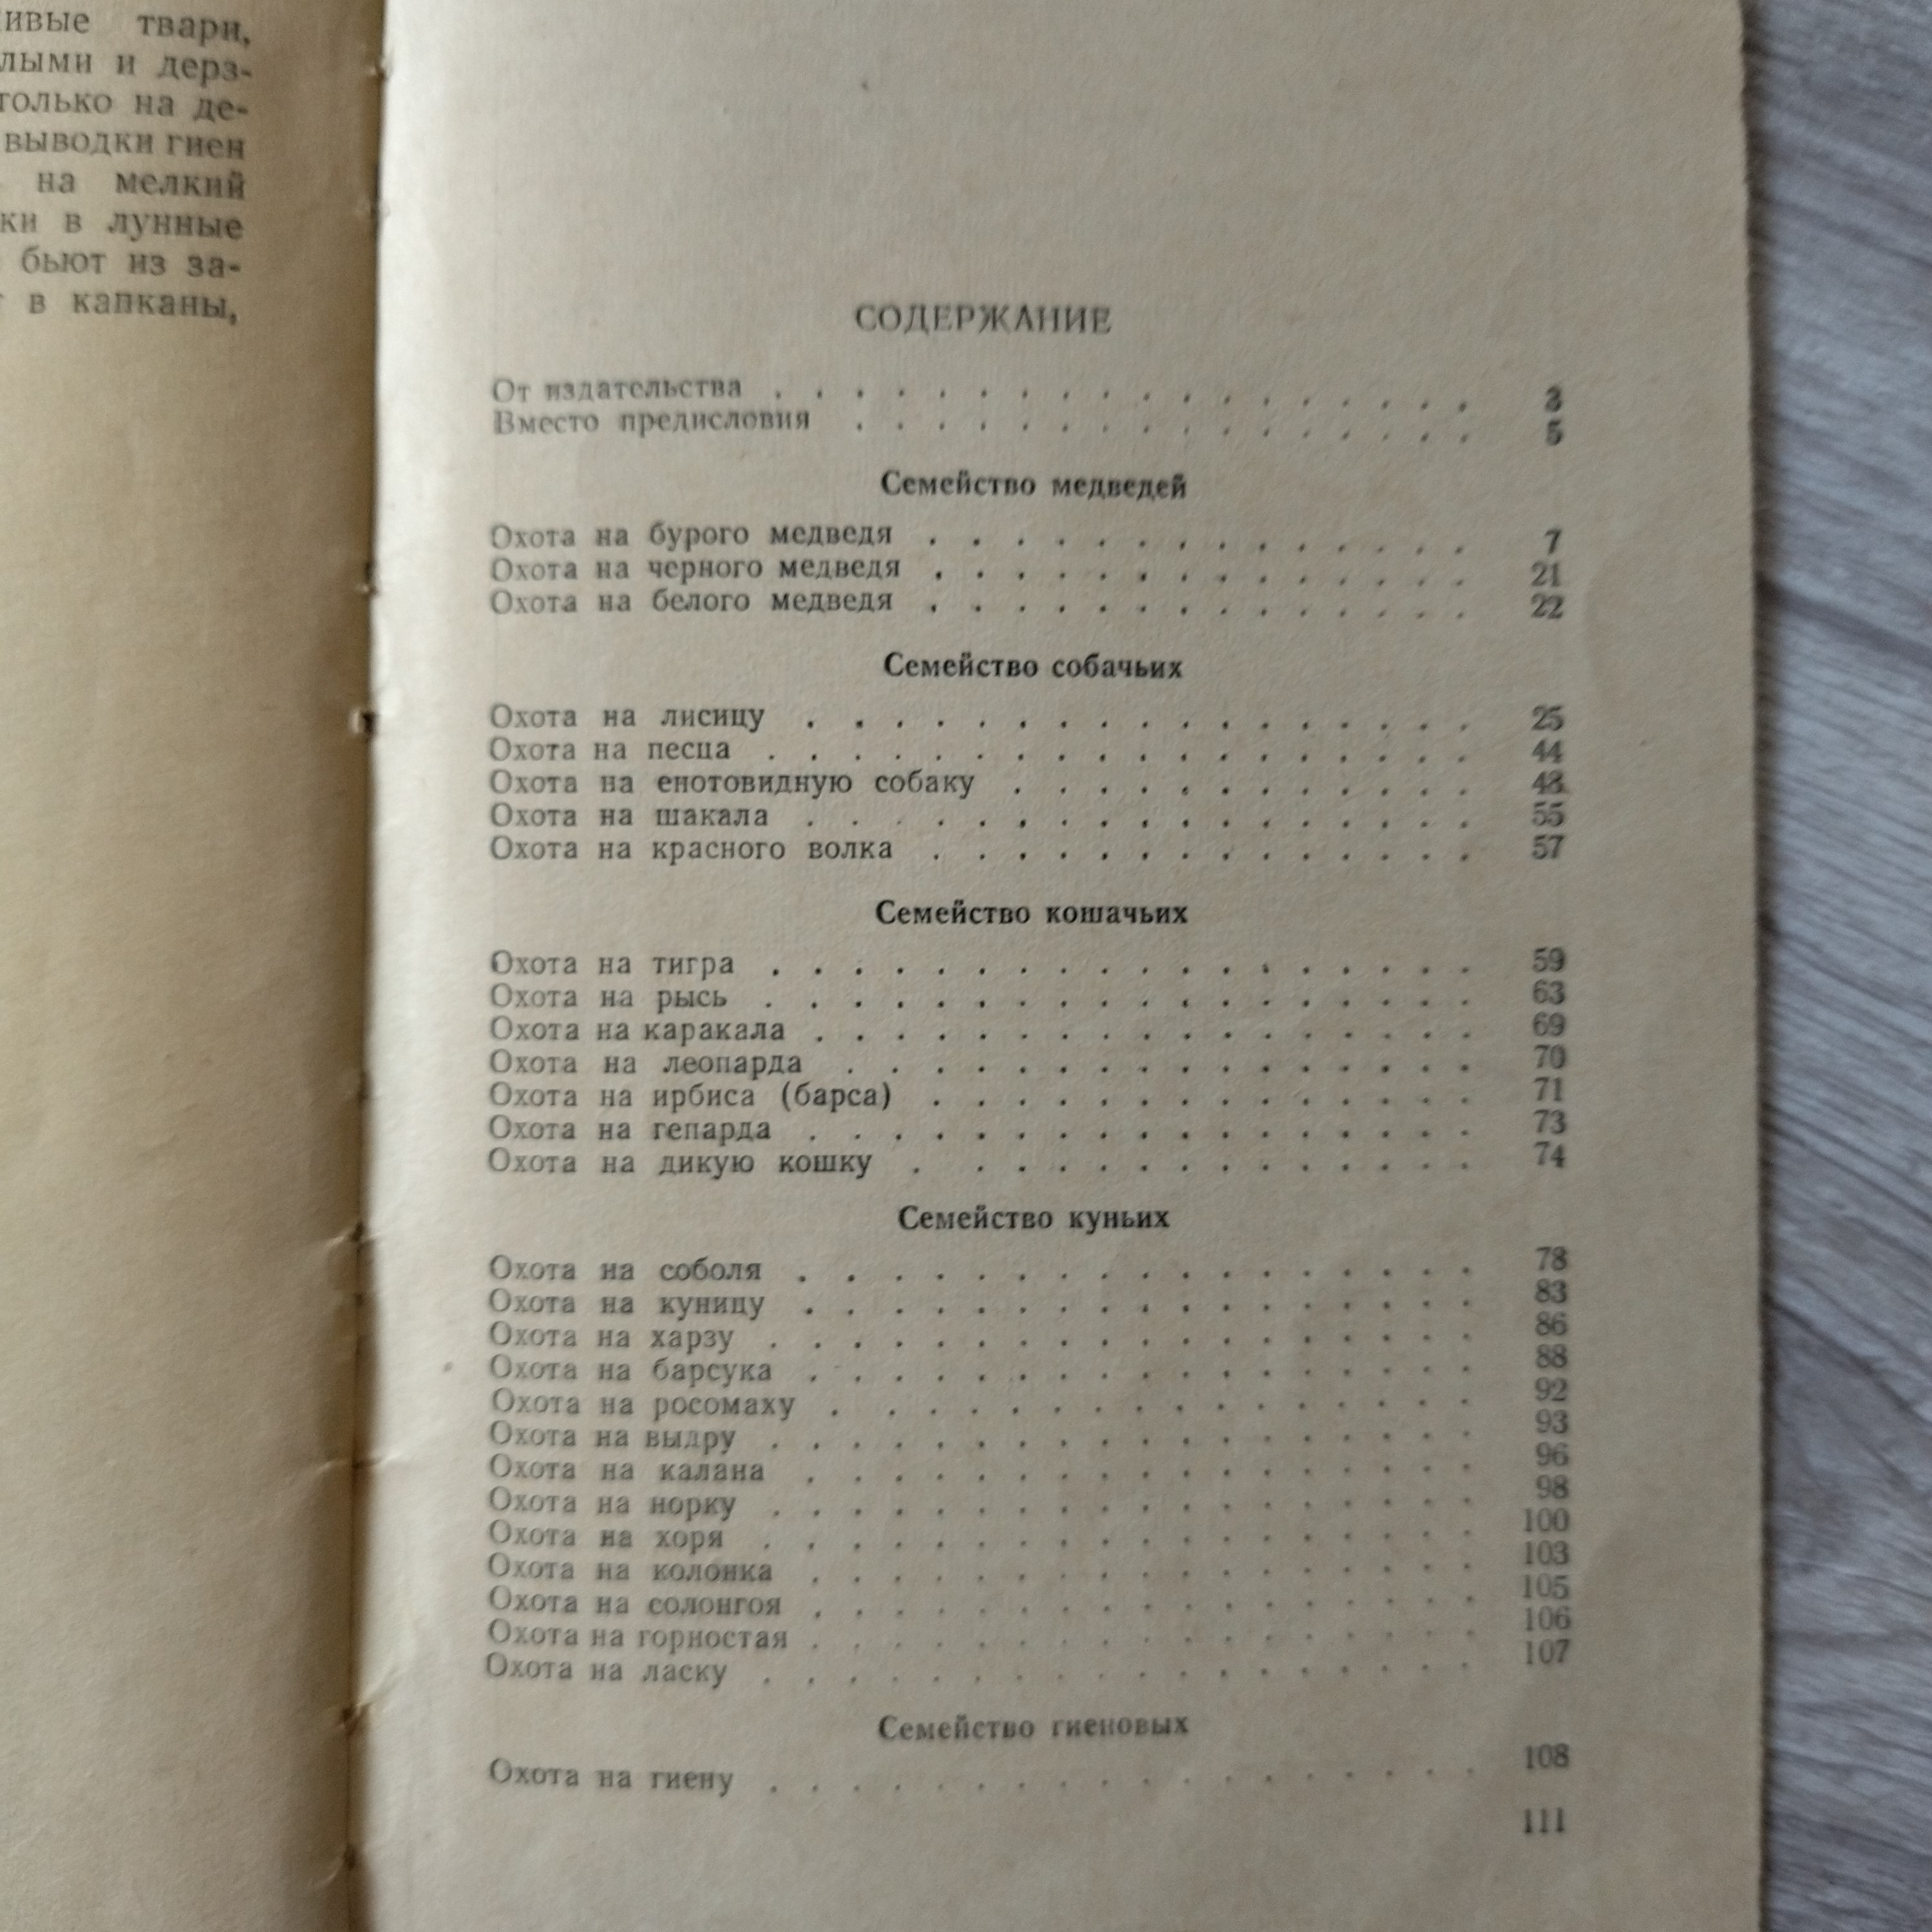 твари,
и дерз-
только на де-
выводки гиен
на мелкий
в лунные
бьют из за-
в капканы,
СОДЕРЖАНИЕ
От издательства . . . . . . . . . . . . . . . . . 3
Вместо предисловия . . . . . . . . . . . . . . . . 5
Семейство медведей
Охота на бурого медведя . . . . . . . . . . . . . . 7
Охота на черного медведя . . . . . . . . . . . . . 21
Охота на белого медведя . . . . . . . . . . . . . . 22
Семейство собачьих
Охота на лисицу . . . . . . . . . . . . . . . . . 25
Охота на песца . . . . . . . . . . . . . . . . . . 44
Охота на енотовидную собаку . . . . . . . . . . . . 48
Охота на шакала . . . . . . . . . . . . . . . . . 55
Охота на красного волка . . . . . . . . . . . . . . 57
Семейство кошачьих
Охота на тигра . . . . . . . . . . . . . . . . . . 59
Охота на рысь . . . . . . . . . . . . . . . . . . 63
Охота на каракала . . . . . . . . . . . . . . . . . 69
Охота на леопарда . . . . . . . . . . . . . . . . 70
Охота на ирбиса (барса) . . . . . . . . . . . . . . 71
Охота на гепарда . . . . . . . . . . . . . . . . . 73
Охота на дикую кошку . . . . . . . . . . . . . . 74
Семейство куньих
Охота на соболя . . . . . . . . . . . . . . . . . 78
Охота на куницу . . . . . . . . . . . . . . . . . 83
Охота на харзу . . . . . . . . . . . . . . . . . . 86
Охота на барсука . . . . . . . . . . . . . . . . . 88
Охота на росомаху . . . . . . . . . . . . . . . . 92
Охота на выдру . . . . . . . . . . . . . . . . . . 93
Охота на калана . . . . . . . . . . . . . . . . . 96
Охота на норку . . . . . . . . . . . . . . . . . . 98
Охота на хоря . . . . . . . . . . . . . . . . . . 100
Охота на колонка . . . . . . . . . . . . . . . . . 103
Охота на солонгоя . . . . . . . . . . . . . . . . . 105
Охота на горностая . . . . . . . . . . . . . . . . . 106
Охота на ласку . . . . . . . . . . . . . . . . . . 107
Семейство гиеновых
Охота на гиену . . . . . . . . . . . . . . . . . . 108
111